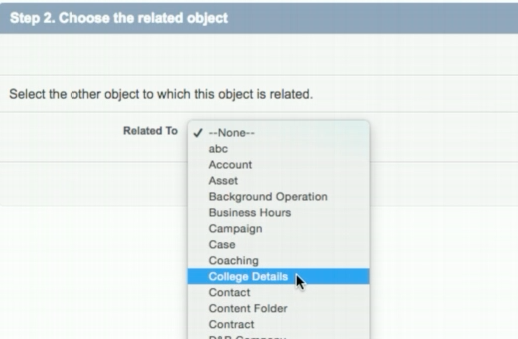 Step 2. Choose the related object
Select the other object to which this object is related.
Related To
✓ --None--
abc
Account
Asset
Background Operation
Business Hours
Campaign
Case
Coaching
College Details
Contact
Content Folder
Contract